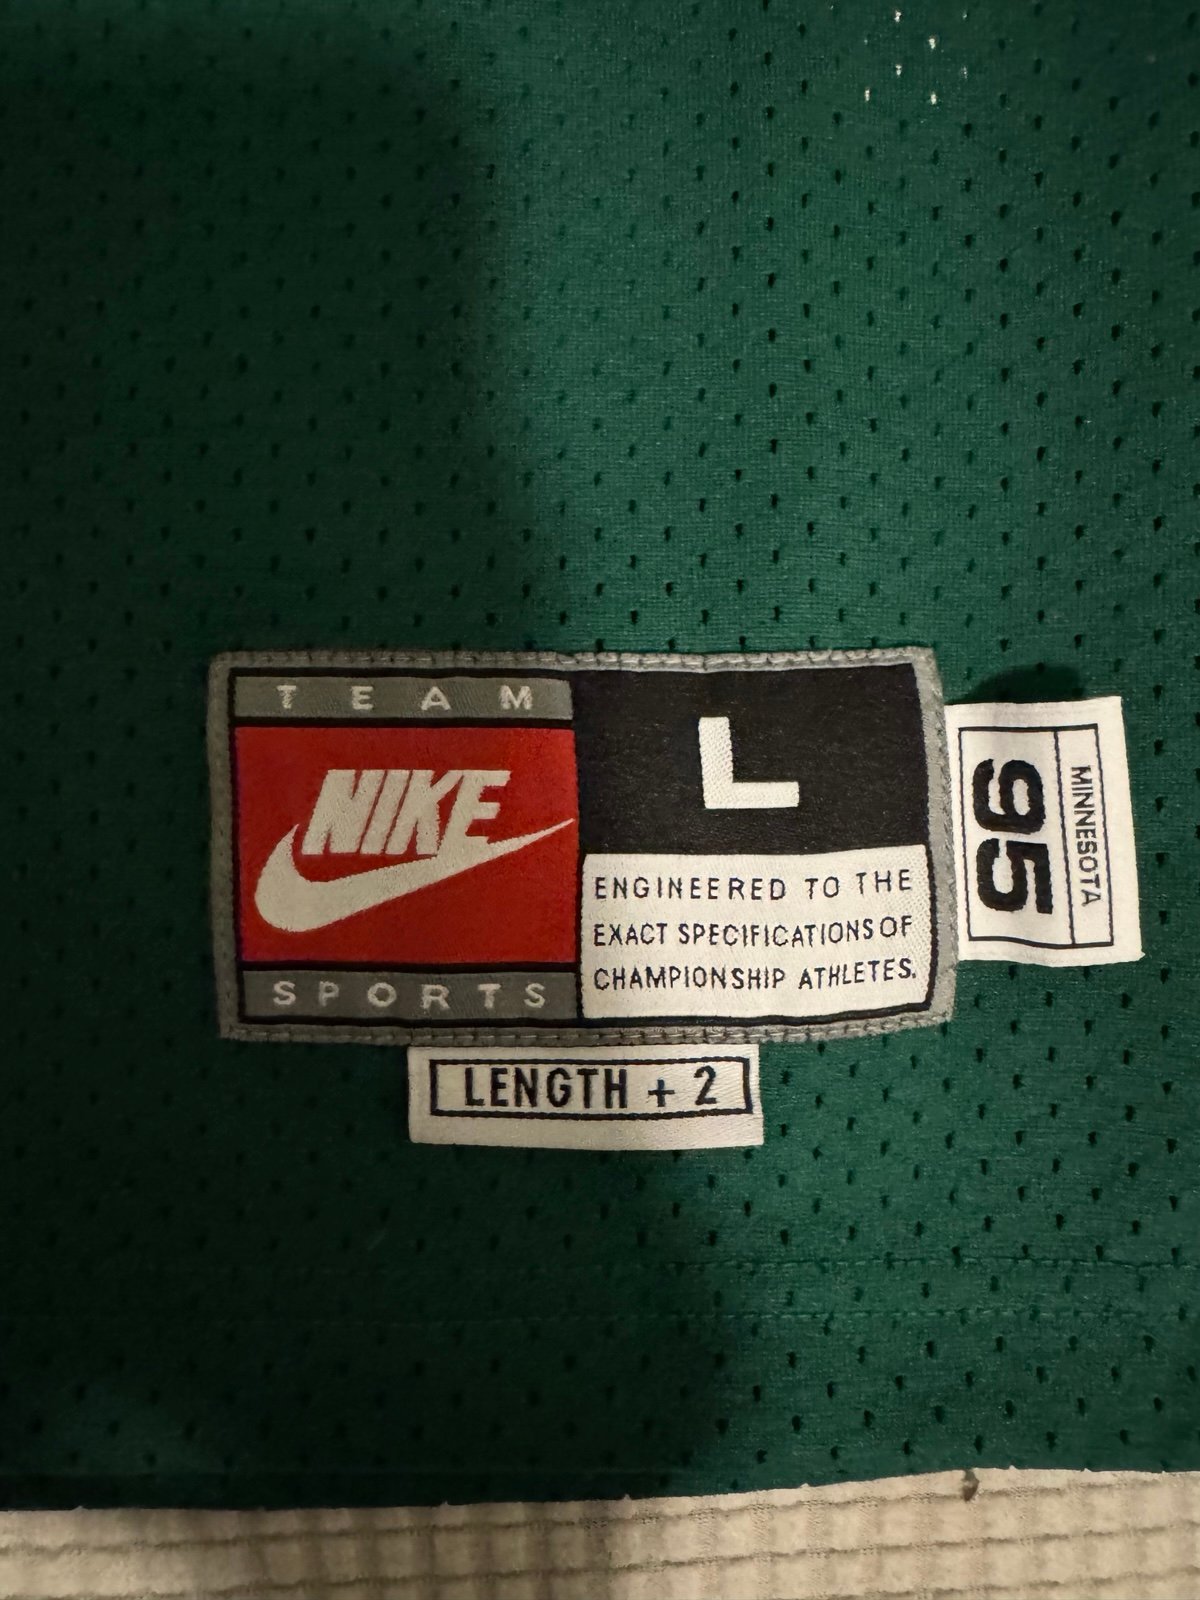 TEAM
NIKE
SPORTS
L
ENGINEERED TO THE
EXACT SPECIFICATIONS OF
CHAMPIONSHIP ATHLETES.
MINNESOTA
95
LENGTH + 2